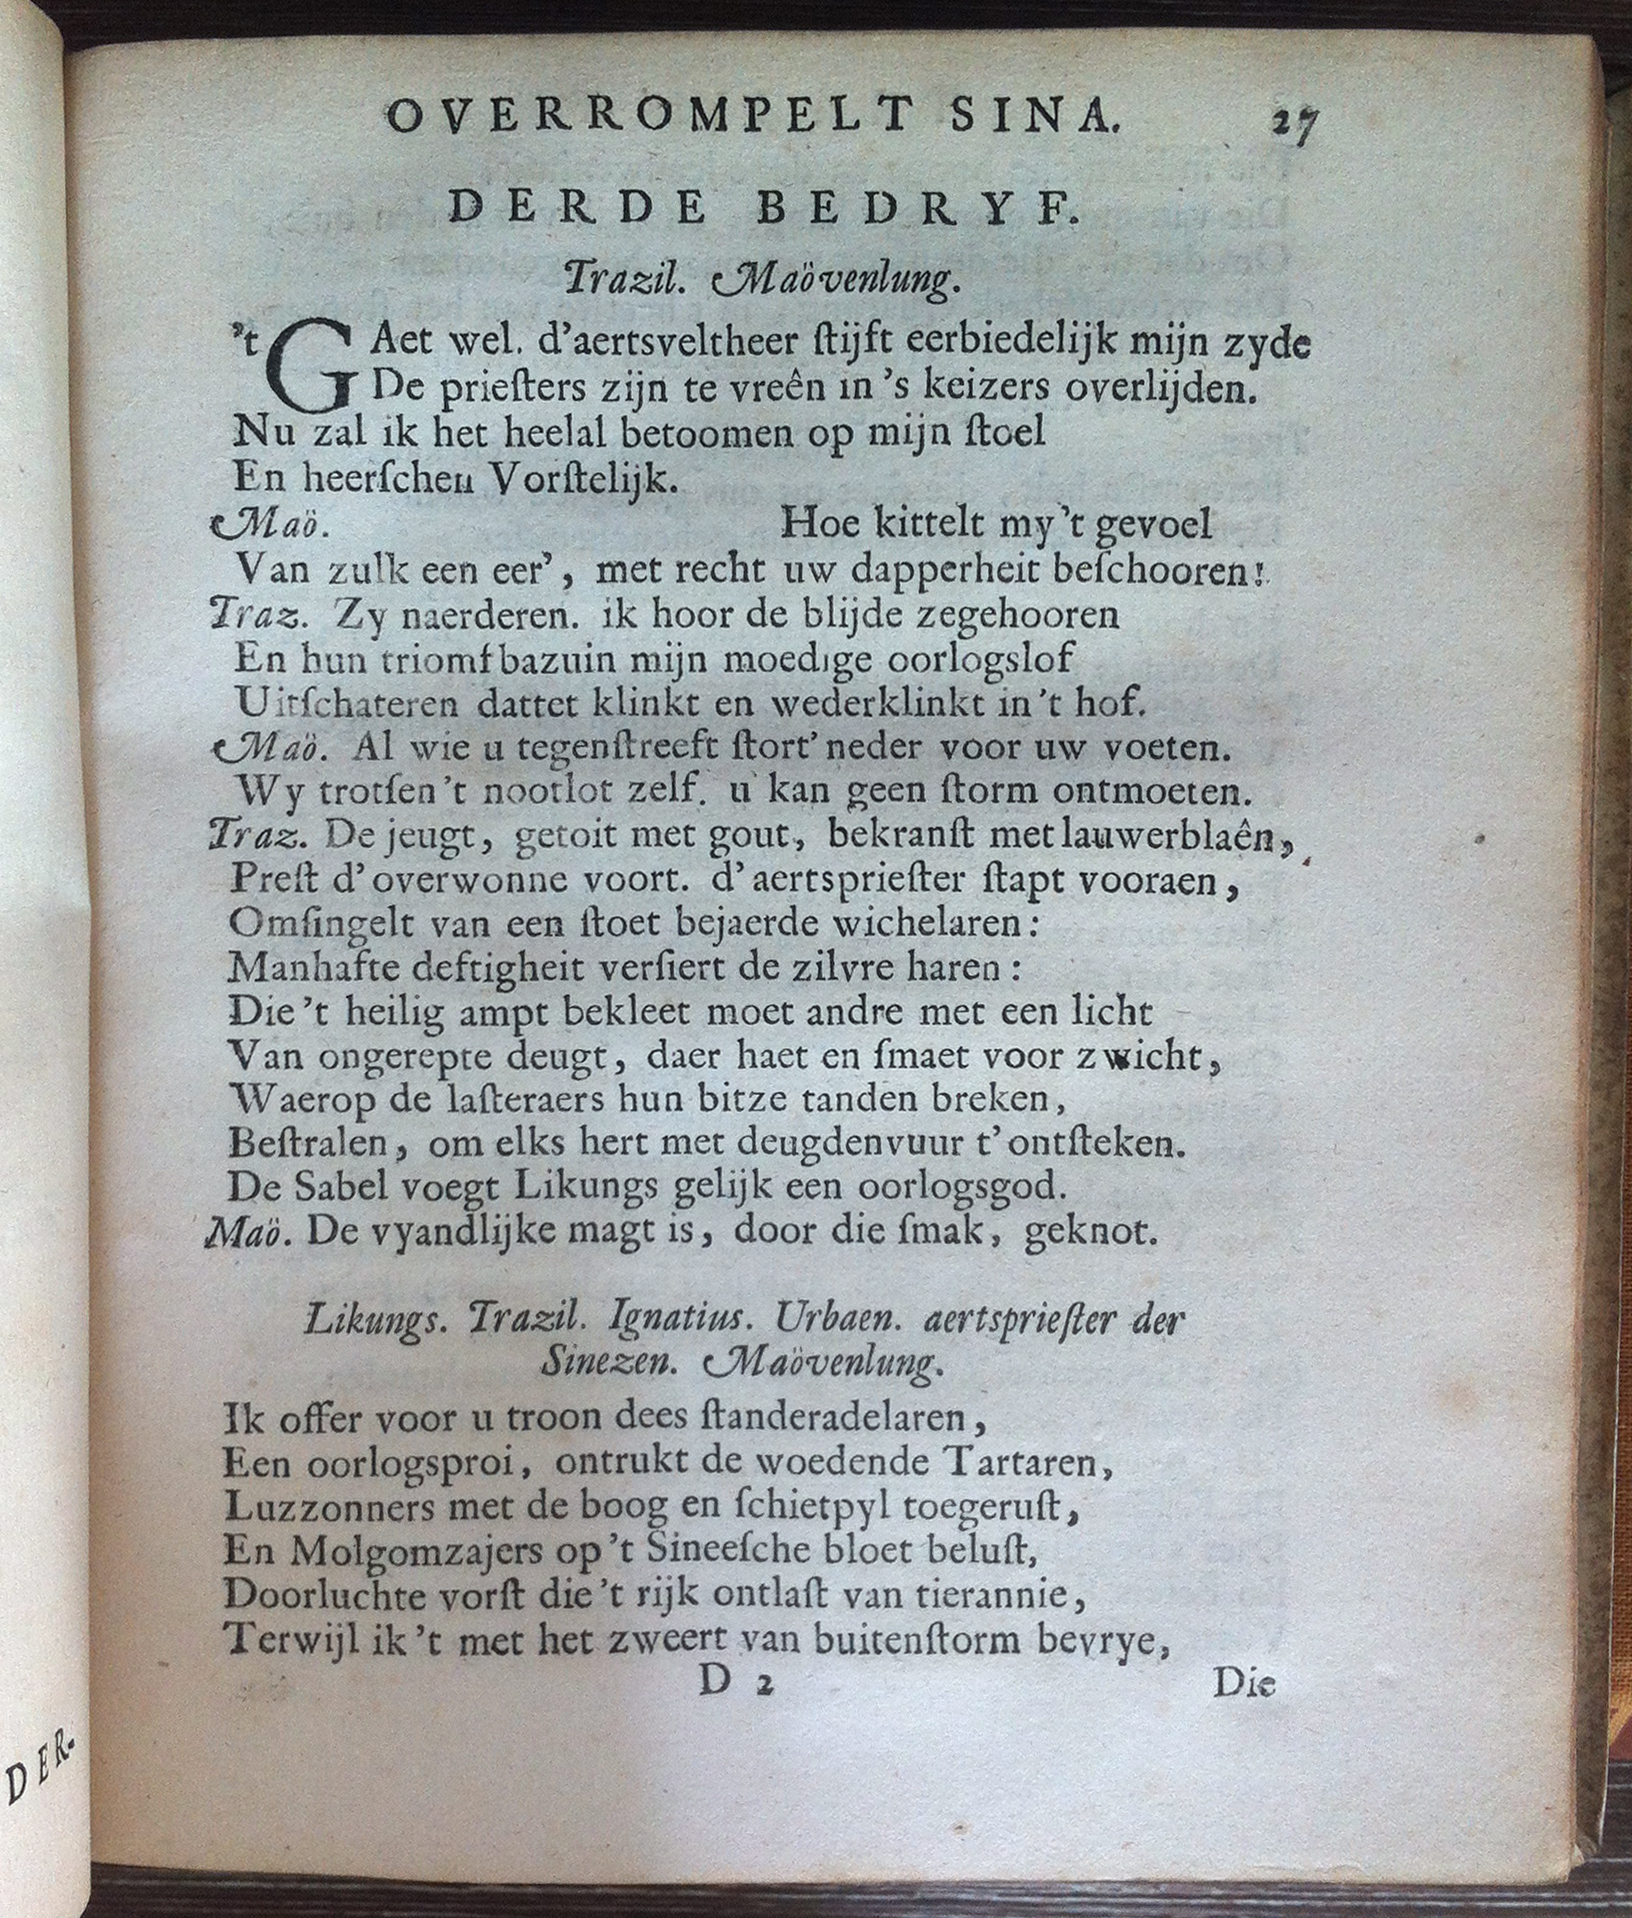 OVERROMPELT SINA. 27
DERDE BEDRYF.
Trazil. Maövenlung.
'tGAet wel. d'aertsveltheer ſtijft eerbiedelijk mijn zyde
De prieſters zijn te vreên in 's keizers overlijden.
Nu zal ik het heelal betoomen op mijn ſtoel
En heerſchen Vorſtelijk.
Maö. Hoe kittelt my 't gevoel
Van zulk een eer', met recht uw dapperheit beſchooren!
Traz. Zy naerderen. ik hoor de blijde zegehooren
En hun triomfbazuin mijn moedige oorlogslof
Uitſchateren dattet klinkt en wederklinkt in 't hof.
Maö. Al wie u tegenſtreeft ſtort' neder voor uw voeten.
Wy trotſen 't nootlot zelf. u kan geen ſtorm ontmoeten.
Traz. De jeugt, getoit met gout, bekranſt met lauwerblaên,
Preſt d'overwonne voort. d'aertsprieſter ſtapt vooraen,
Omſingelt van een ſtoet bejaerde wichelaren:
Manhafte deftigheit verſiert de zilvre haren:
Die 't heilig ampt bekleet moet andre met een licht
Van ongerepte deugt, daer haet en ſmaet voor zwicht,
Waerop de laſteraers hun bitze tanden breken,
Beſtralen, om elks hert met deugdenvuur t'ontſteken.
De Sabel voegt Likungs gelijk een oorlogsgod.
Maö. De vyandlijke magt is, door die ſmak, geknot.
Likungs. Trazil. Ignatius. Urbaen. aertsprieſter der
Sinezen. Maövenlung.
Ik offer voor u troon dees ſtanderadelaren,
Een oorlogsproi, ontrukt de woedende Tartaren,
Luzzonners met de boog en ſchietpyl toegeruſt,
En Molgomzajers op 't Sineeſche bloet beluſt,
Doorluchte vorſt die 't rijk ontlaſt van tierannie,
Terwijl ik 't met het zweert van buitenſtorm bevrye,
D 2 Die
DER-